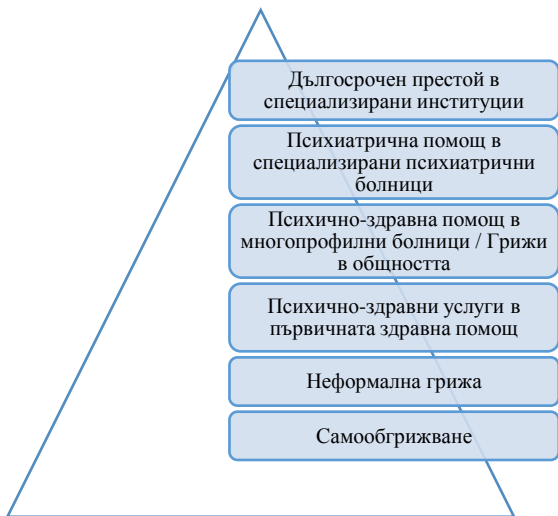 Дългосрочен престой в
специализирани институции
Психиатрична помощ в
специализирани психиатрични
болници
Психично-здравна помощ в
многопрофилни болници / Грижи
в общността
Психично-здравни услуги в
първичната здравна помощ
Неформална грижа
Самообгрижване